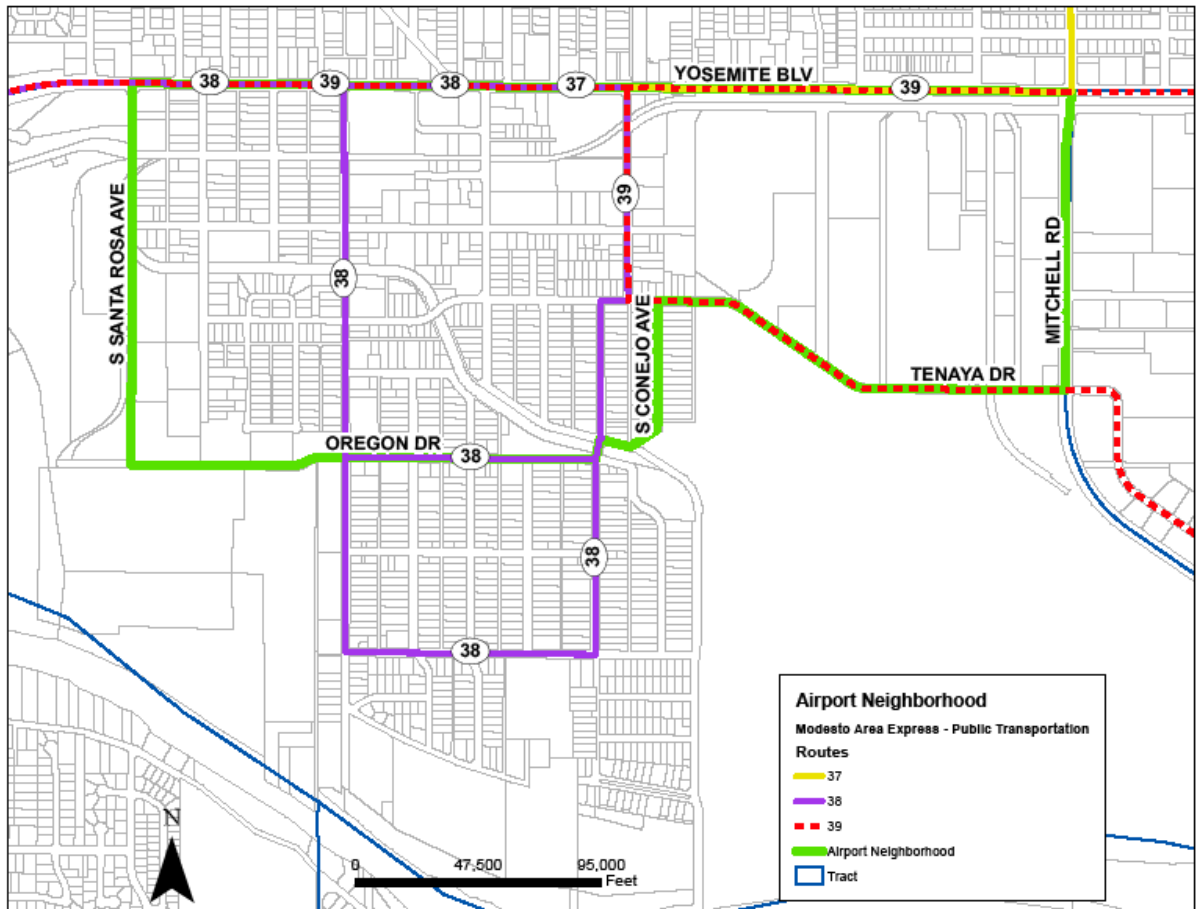 YOSEMITE BLV
38
39
38
37
39
39
38
S SANTA ROSA AVE
MITCHELL RD
S CONEJO AVE
TENAYA DR
OREGON DR
38
38
38
Airport Neighborhood
Modesto Area Express - Public Transportation
Routes
37
38
39
Airport Neighborhood
Tract
N
0 47,500 95,000
Feet